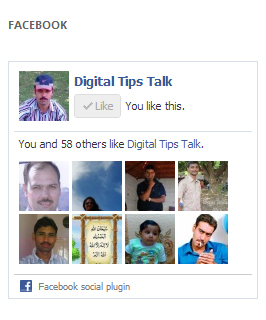 FACEBOOK
Digital Tips Talk
Like You like this.
You and 58 others like Digital Tips Talk.
Facebook social plugin